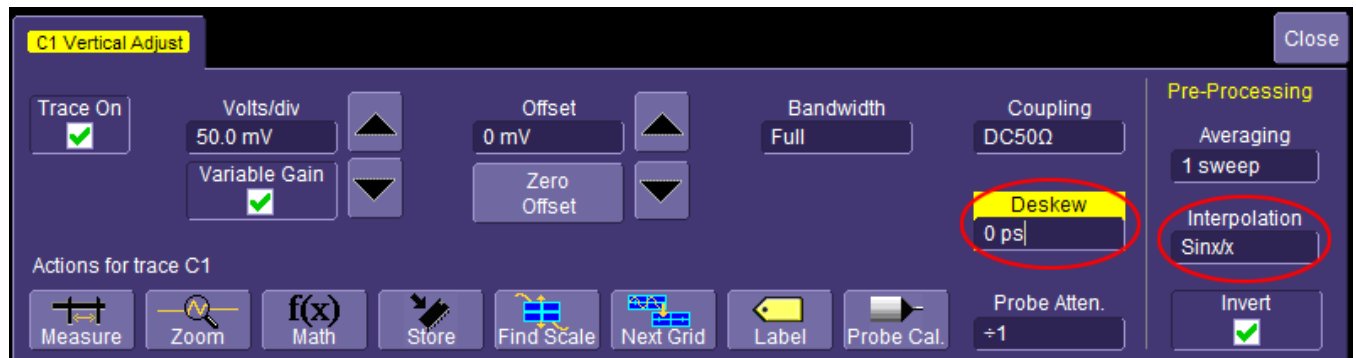 C1 Vertical Adjust
Close
Trace On
Volts/div
50.0 mV
Variable Gain
Offset
0 mV
Zero
Offset
Bandwidth
Full
Coupling
DC50Ω
Deskew
0 ps
Probe Atten.
÷1
Pre-Processing
Averaging
1 sweep
Interpolation
Sinx/x
Invert
Actions for trace C1
Measure
Zoom
f(x)
Math
Store
Find Scale
Next Grid
Label
Probe Cal.